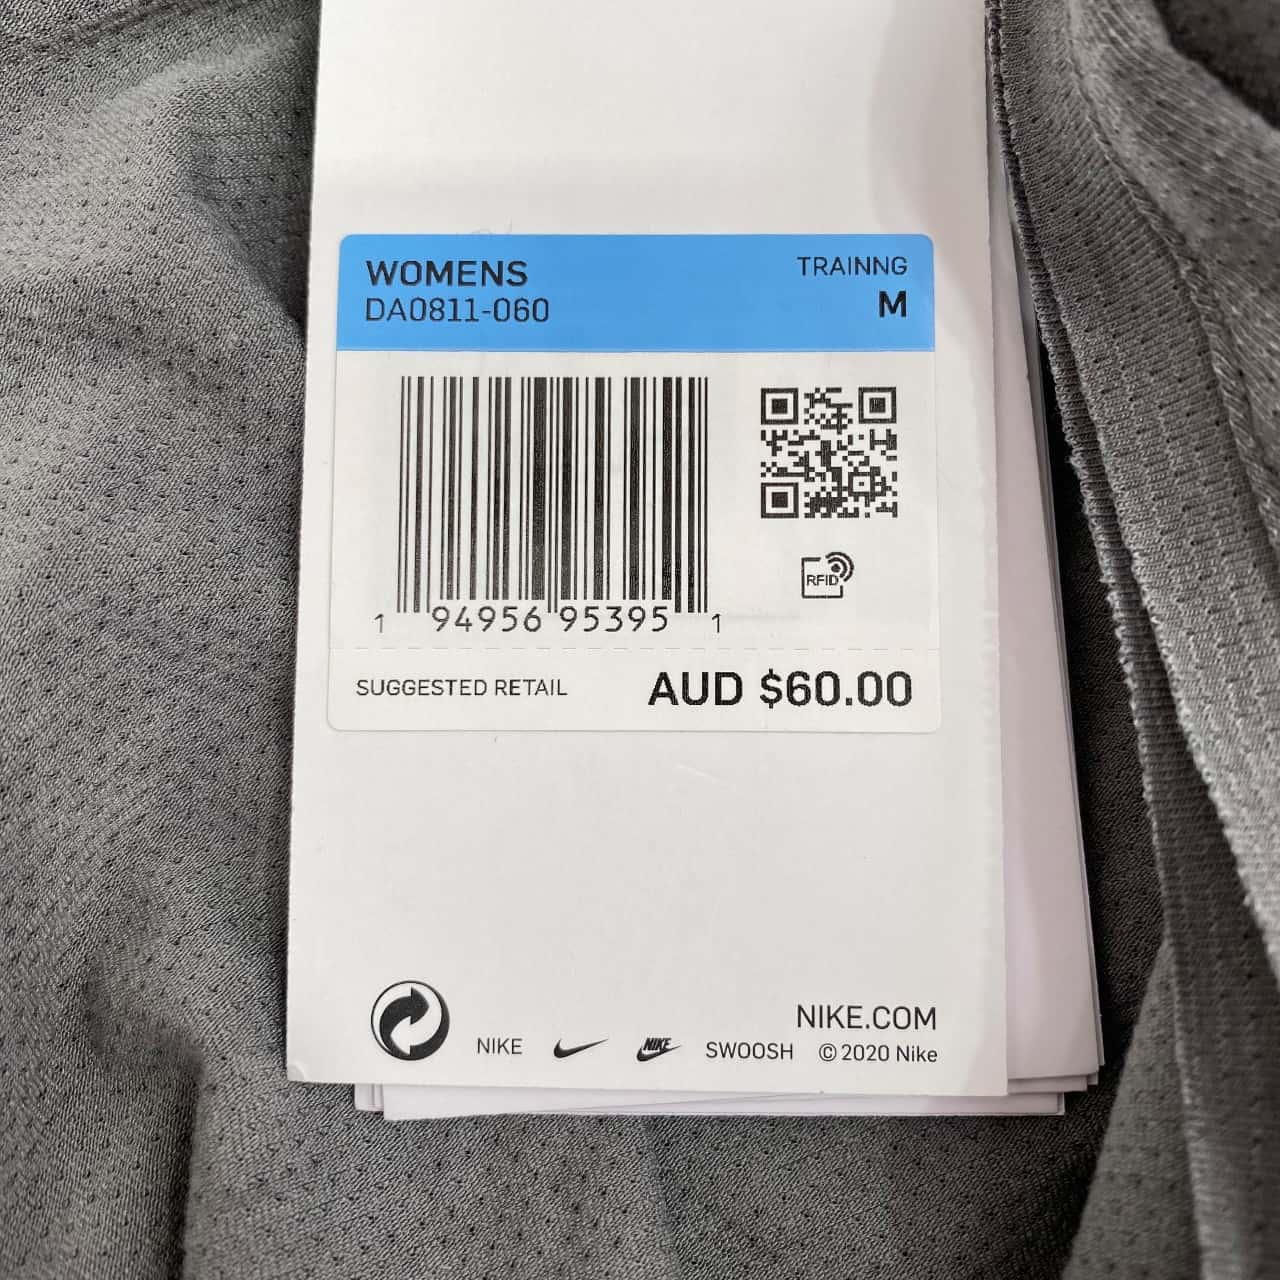 WOMENS TRAINNG
DA0811-060 M
RFID
1 94956 95395 1
SUGGESTED RETAIL AUD $60.00
NIKE.COM
NIKE NIKE SWOOSH © 2020 Nike